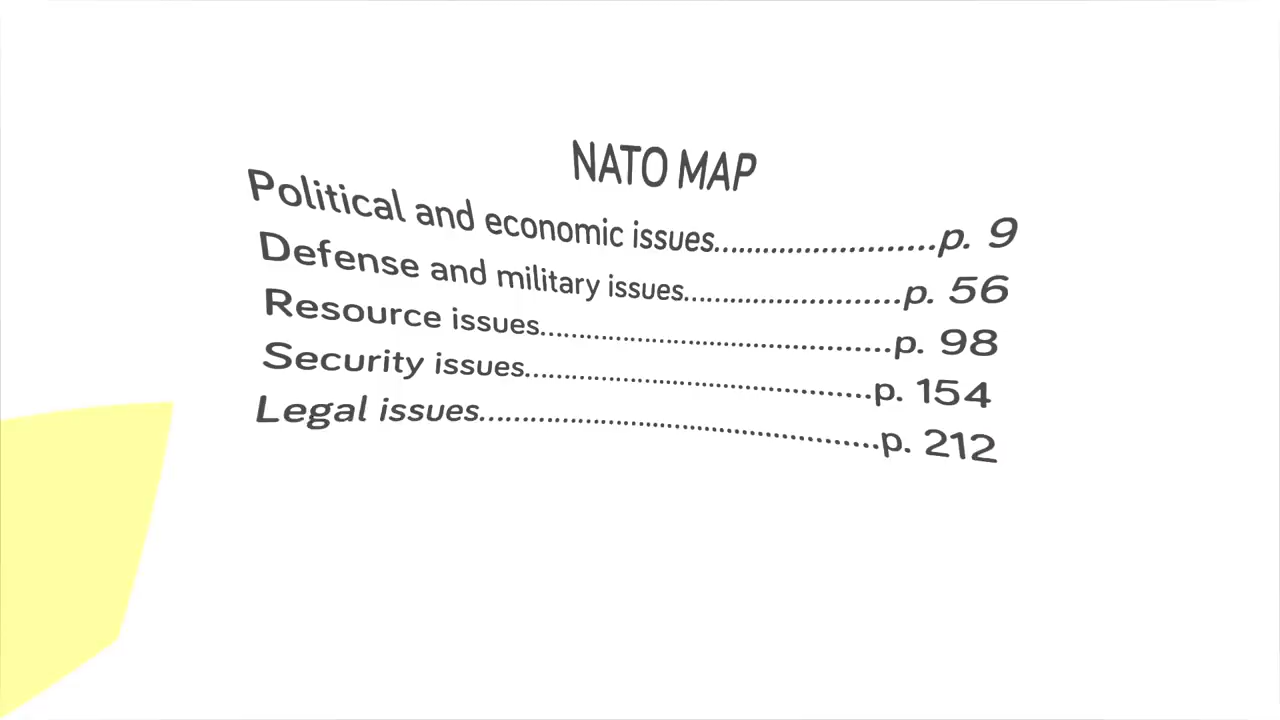 NATO MAP
Political and economic issues........................p. 9
Defense and military issues........................p. 56
Resource issues.......................................p. 98
Security issues......................................p. 154
Legal issues...........................................p. 212